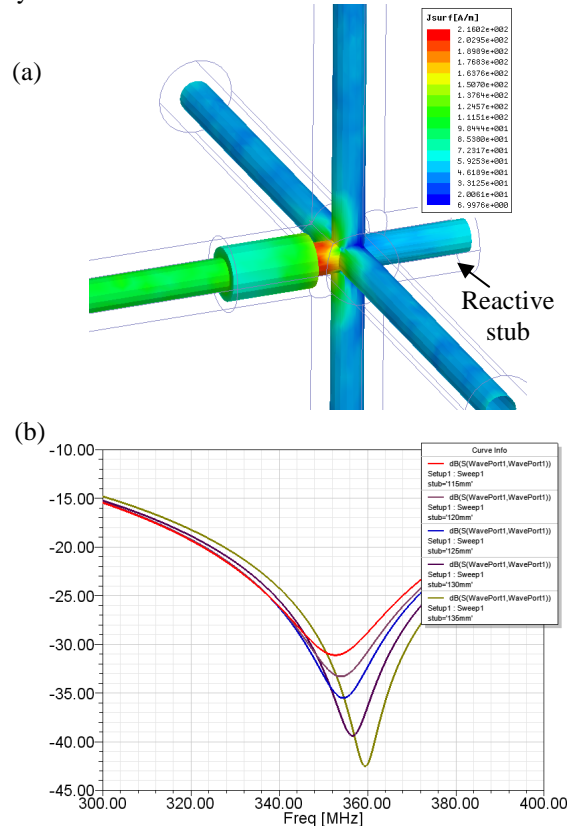 (a)
Jsurf[A/m]
2.1602e+002
2.0295e+002
1.8989e+002
1.7683e+002
1.6376e+002
1.5070e+002
1.3764e+002
1.2457e+002
1.1151e+002
9.8444e+001
8.5380e+001
7.2317e+001
5.9253e+001
4.6189e+001
3.3125e+001
2.0061e+001
6.9976e+000
Reactive
stub
(b)
-10.00
-15.00
-20.00
-25.00
-30.00
-35.00
-40.00
-45.00
Curve Info
dB(S(WavePort1,WavePort1))
Setup1 : Sweep1
stub='115mm'
dB(S(WavePort1,WavePort1))
Setup1 : Sweep1
stub='120mm'
dB(S(WavePort1,WavePort1))
Setup1 : Sweep1
stub='125mm'
dB(S(WavePort1,WavePort1))
Setup1 : Sweep1
stub='130mm'
dB(S(WavePort1,WavePort1))
Setup1 : Sweep1
stub='135mm'
300.00 320.00 340.00 360.00 380.00 400.00
Freq [MHz]